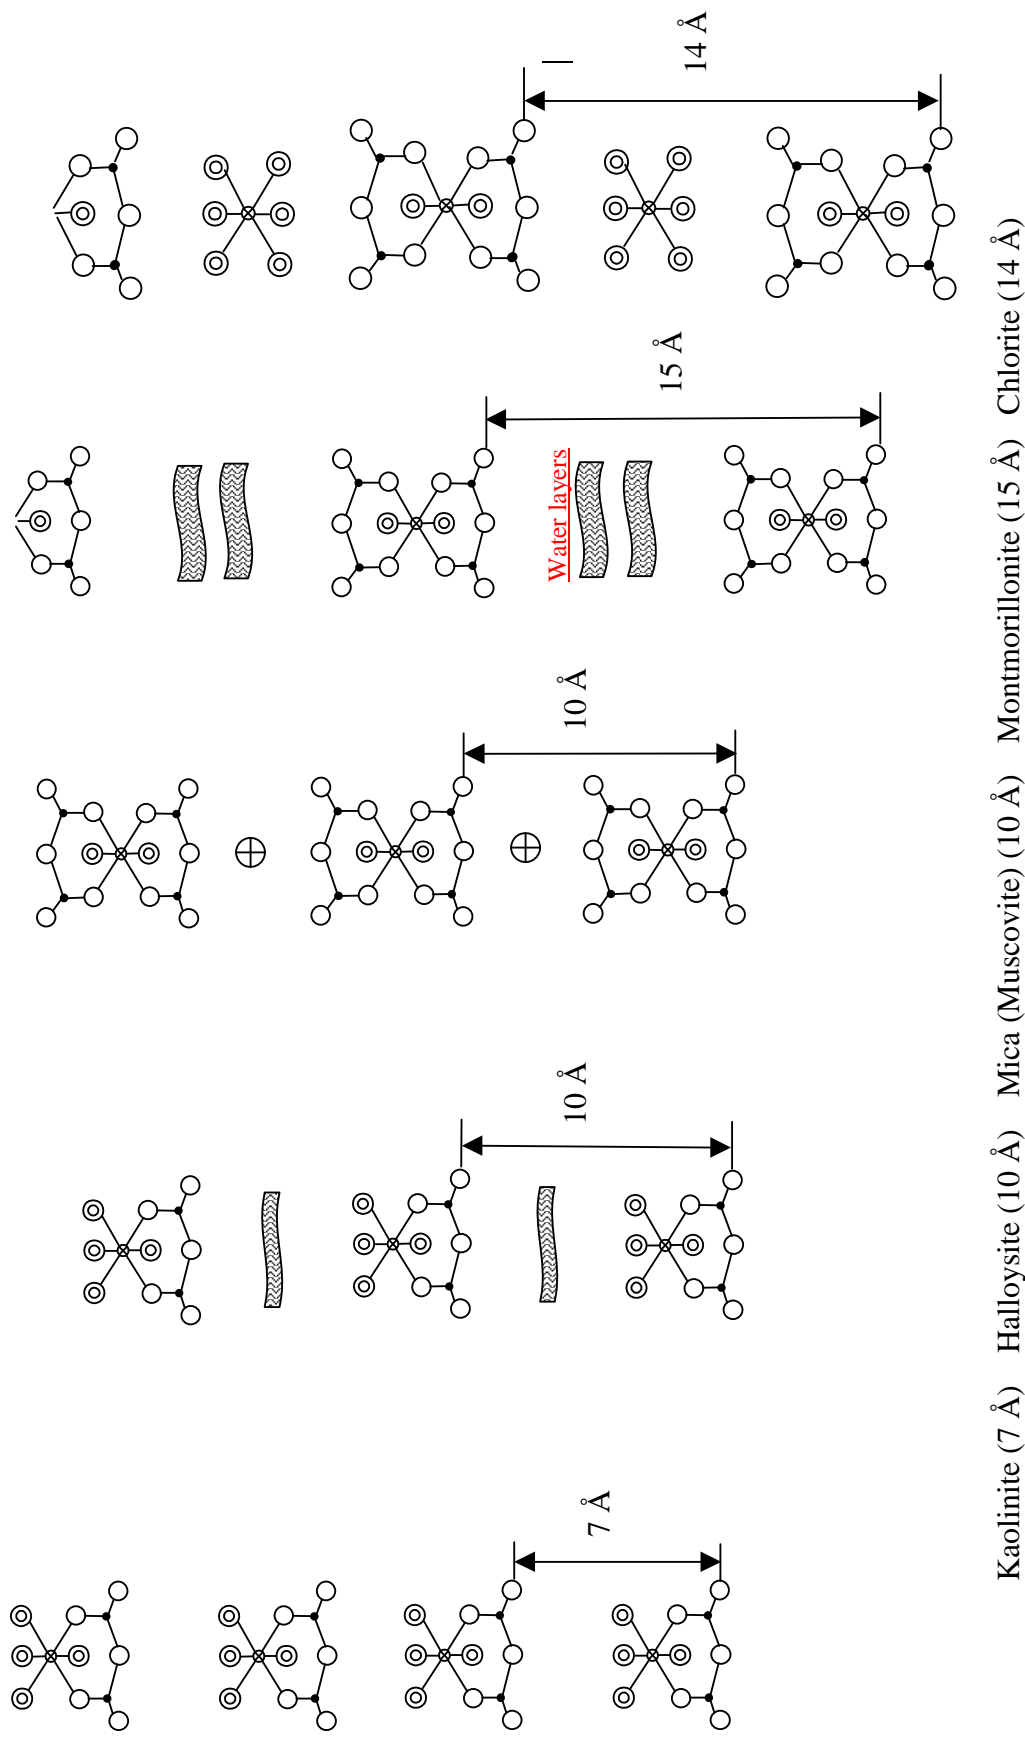 7 Å
10 Å
10 Å
Water layers
15 Å
14 Å
Kaolinite (7 Å) Halloysite (10 Å) Mica (Muscovite) (10 Å) Montmorillonite (15 Å) Chlorite (14 Å)